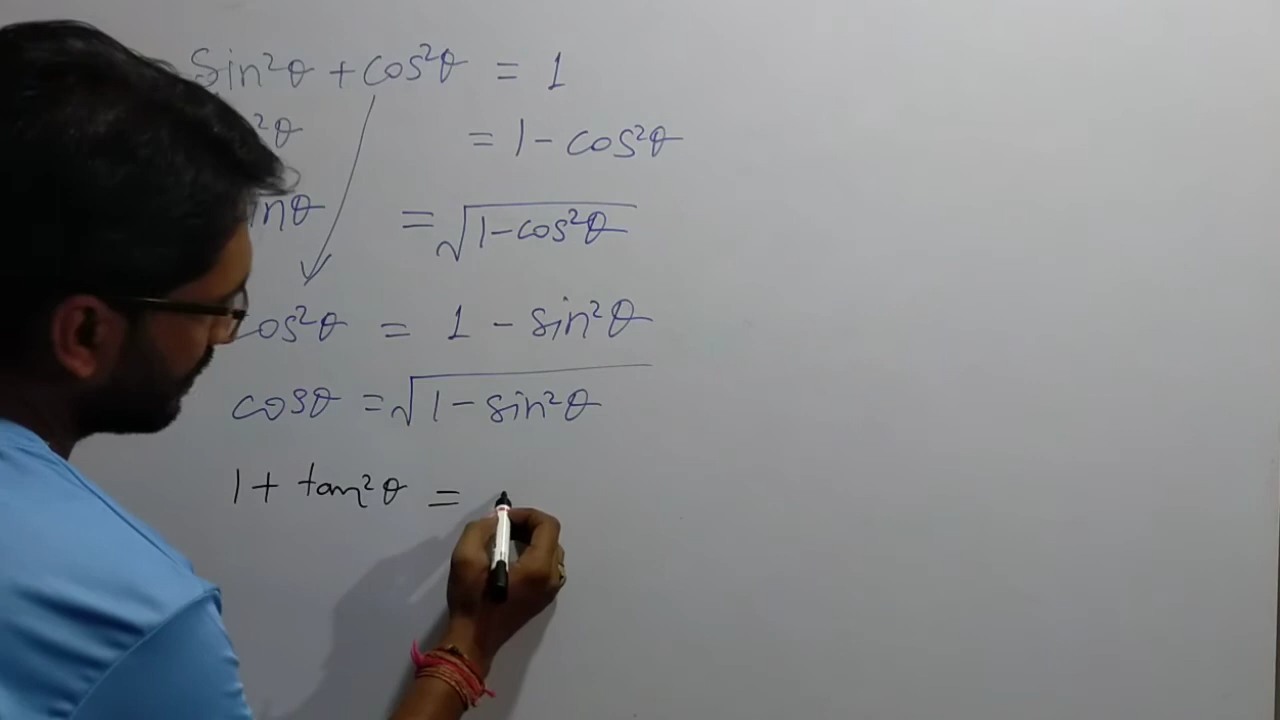 sin²θ + cos²θ = 1
²θ = 1 - cos²θ
inθ = √1-cos²θ
cos²θ = 1 - sin²θ
cosθ = √1 - sin²θ
1 + tan²θ =